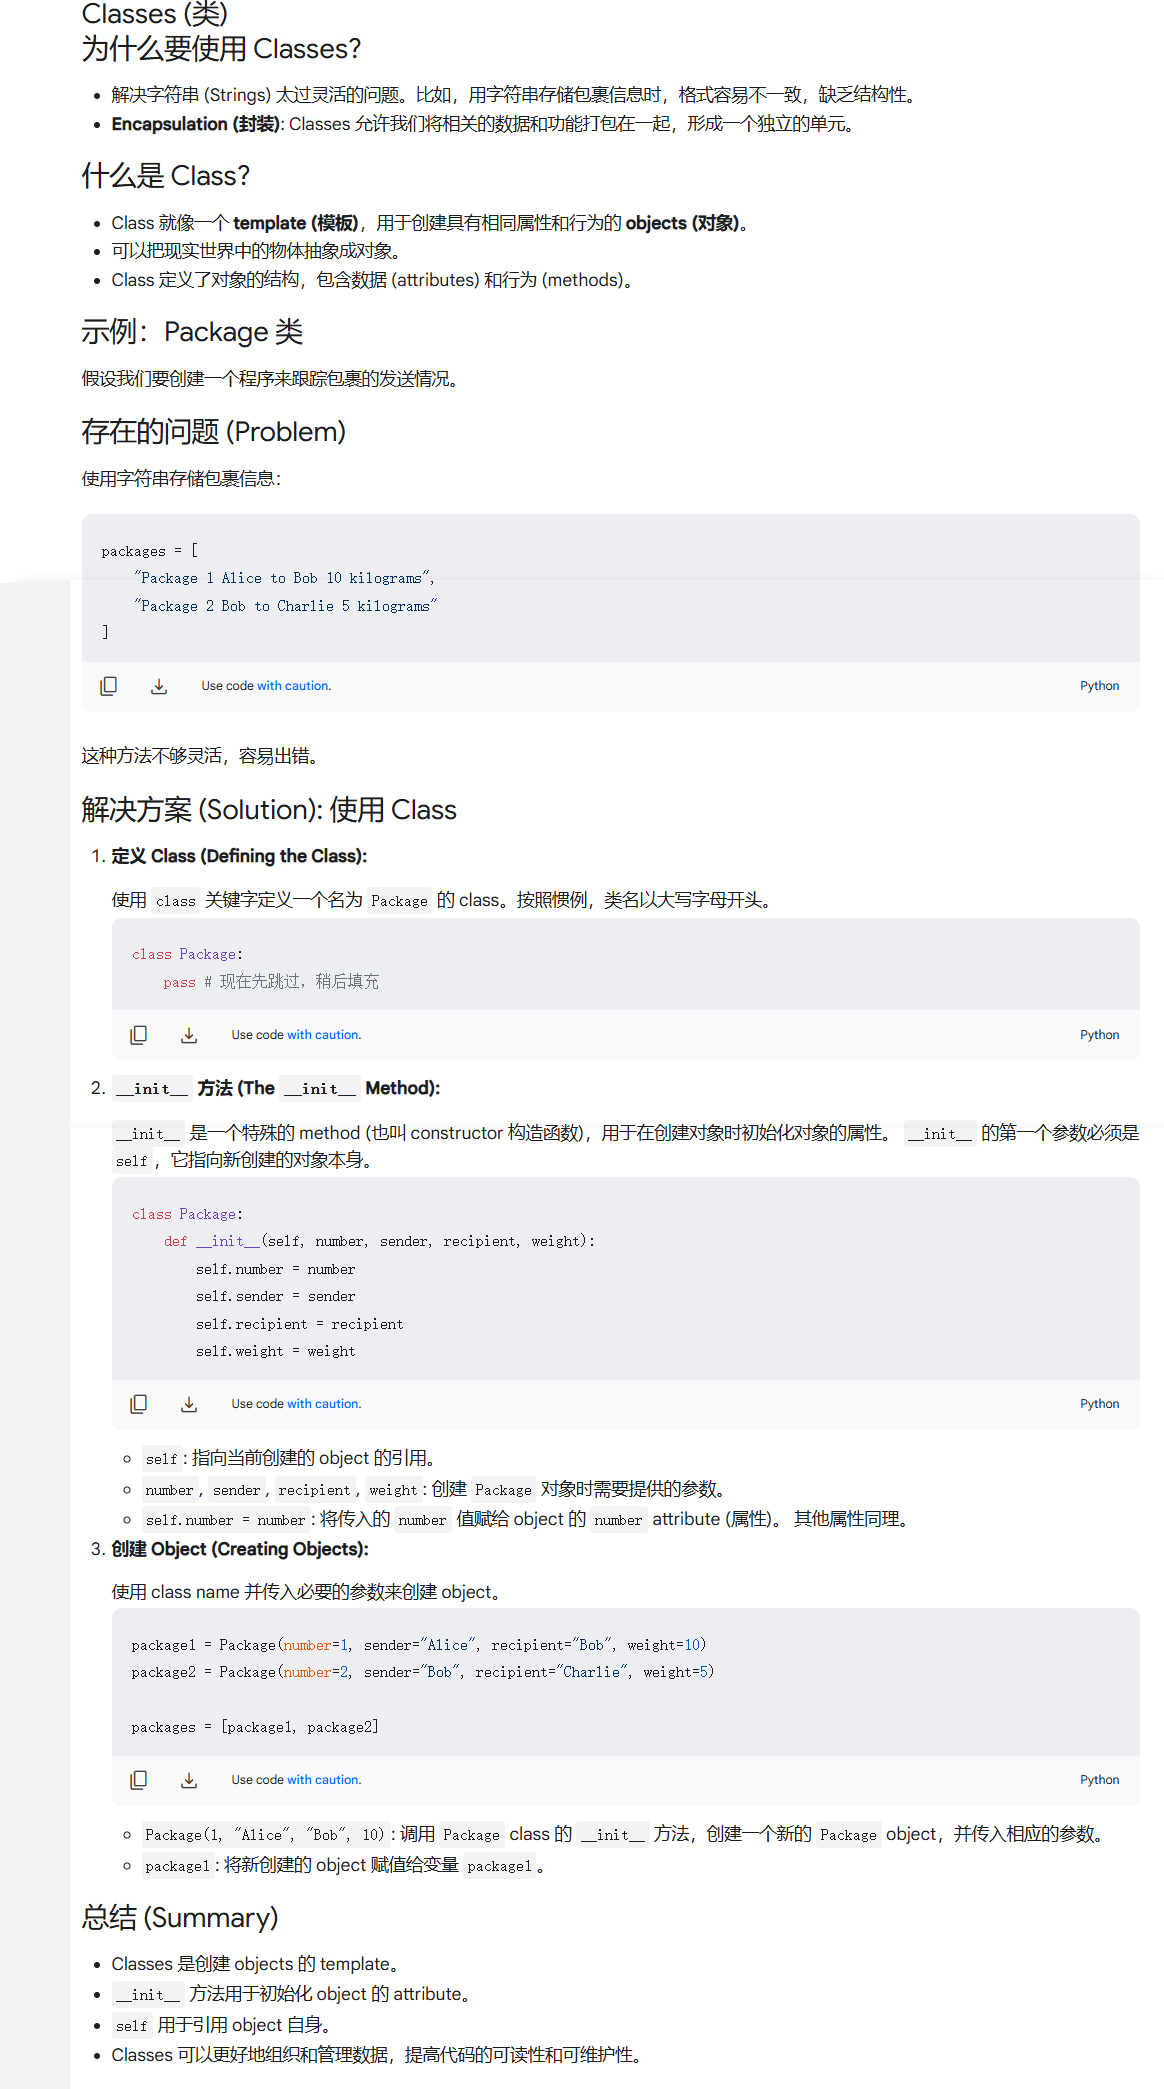 Classes (类)
为什么要使用 Classes?
解决字符串 (Strings) 太过灵活的问题。比如，用字符串存储包裹信息时，格式容易不一致，缺乏结构性。
Encapsulation (封装): Classes 允许我们将相关的数据和功能打包在一起，形成一个独立的单元。
什么是 Class?
Class 就像一个 template (模板)，用于创建具有相同属性和行为的 objects (对象)。
可以把现实世界中的物体抽象成对象。
Class 定义了对象的结构，包含数据 (attributes) 和行为 (methods)。
示例：Package 类
假设我们要创建一个程序来跟踪包裹的发送情况。
存在的问题 (Problem)
使用字符串存储包裹信息：
packages = [
    "Package 1 Alice to Bob 10 kilograms",
    "Package 2 Bob to Charlie 5 kilograms"
]
Use code with caution. Python
这种方法不够灵活，容易出错。
解决方案 (Solution): 使用 Class
1. 定义 Class (Defining the Class):
使用 class 关键字定义一个名为 Package 的 class。按照惯例，类名以大写字母开头。
class Package:
    pass # 现在先跳过，稍后填充
Use code with caution. Python
2. __init__ 方法 (The __init__ Method):
__init__ 是一个特殊的 method (也叫 constructor 构造函数)，用于在创建对象时初始化对象的属性。 __init__ 的第一个参数必须是
self，它指向新创建的对象本身。
class Package:
    def __init__(self, number, sender, recipient, weight):
        self.number = number
        self.sender = sender
        self.recipient = recipient
        self.weight = weight
Use code with caution. Python
self: 指向当前创建的 object 的引用。
number, sender, recipient, weight: 创建 Package 对象时需要提供的参数。
self.number = number: 将传入的 number 值赋给 object 的 number attribute (属性)。 其他属性同理。
3. 创建 Object (Creating Objects):
使用 class name 并传入必要的参数来创建 object。
package1 = Package(number=1, sender="Alice", recipient="Bob", weight=10)
package2 = Package(number=2, sender="Bob", recipient="Charlie", weight=5)
packages = [package1, package2]
Use code with caution. Python
Package(1, "Alice", "Bob", 10): 调用 Package class 的 __init__ 方法，创建一个新的 Package object，并传入相应的参数。
package1: 将新创建的 object 赋值给变量 package1。
总结 (Summary)
Classes 是创建 objects 的 template。
__init__ 方法用于初始化 object 的 attribute。
self 用于引用 object 自身。
Classes 可以更好地组织和管理数据，提高代码的可读性和可维护性。